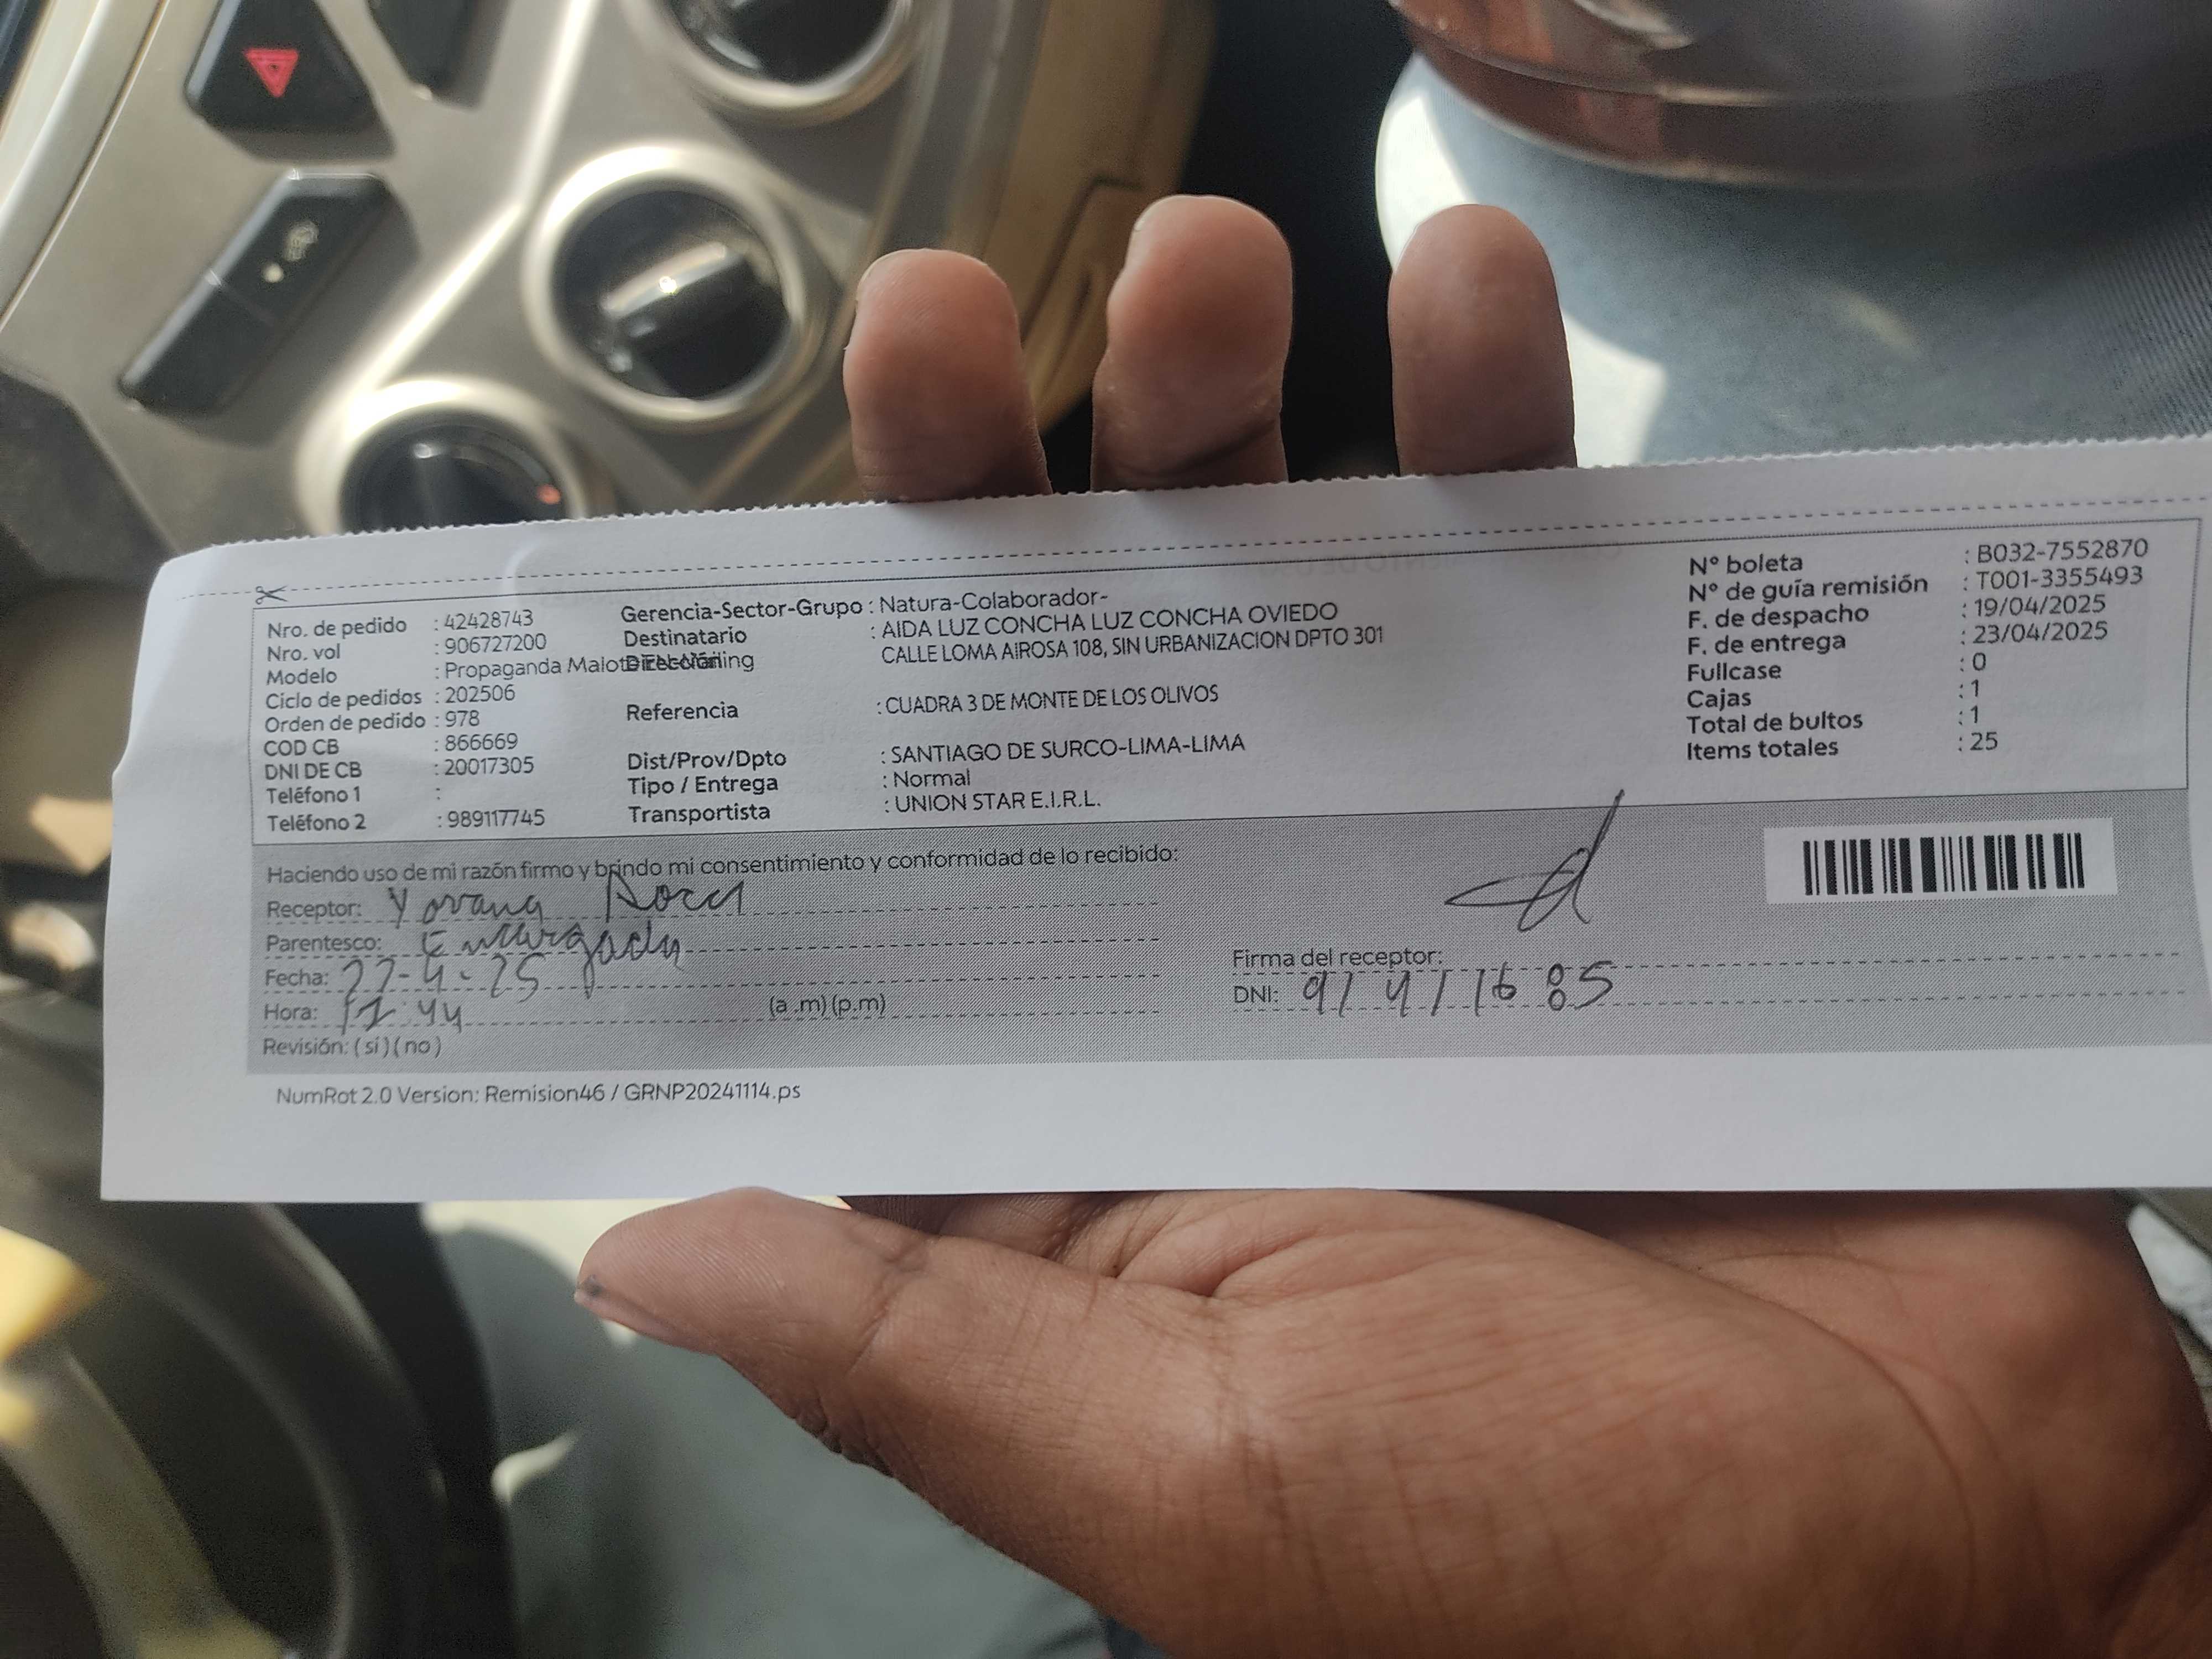 Nro. de pedido : 42428743
Nro. vol : 906727200
Modelo : Propaganda
Ciclo de pedidos : 202506
Orden de pedido : 978
COD CB : 866669
DNI DE CB : 20017305
Teléfono 1 :
Teléfono 2 : 989117745
Gerencia-Sector-Grupo : Natura-Colaborador-
Destinatario : AIDA LUZ CONCHA LUZ CONCHA OVIEDO
Dirección CALLE LOMA AIROSA 108, SIN URBANIZACION DPTO 301
Referencia : CUADRA 3 DE MONTE DE LOS OLIVOS
Dist/Prov/Dpto : SANTIAGO DE SURCO-LIMA-LIMA
Tipo / Entrega : Normal
Transportista : UNION STAR E.I.R.L.
N° boleta : B032-7552870
N° de guía remisión : T001-3355493
F. de despacho : 19/04/2025
F. de entrega : 23/04/2025
Fullcase : 0
Cajas : 1
Total de bultos : 1
Items totales : 25
Haciendo uso de mi razón firmo y brindo mi consentimiento y conformidad de lo recibido:
Receptor: Yovana
Parentesco: Encargada
Fecha:
Hora: 12:44 (a .m) (p.m)
Revisión: ( sí ) ( no )
Firma del receptor:
DNI:
NumRot 2.0 Version: Remision46 / GRNP20241114.ps